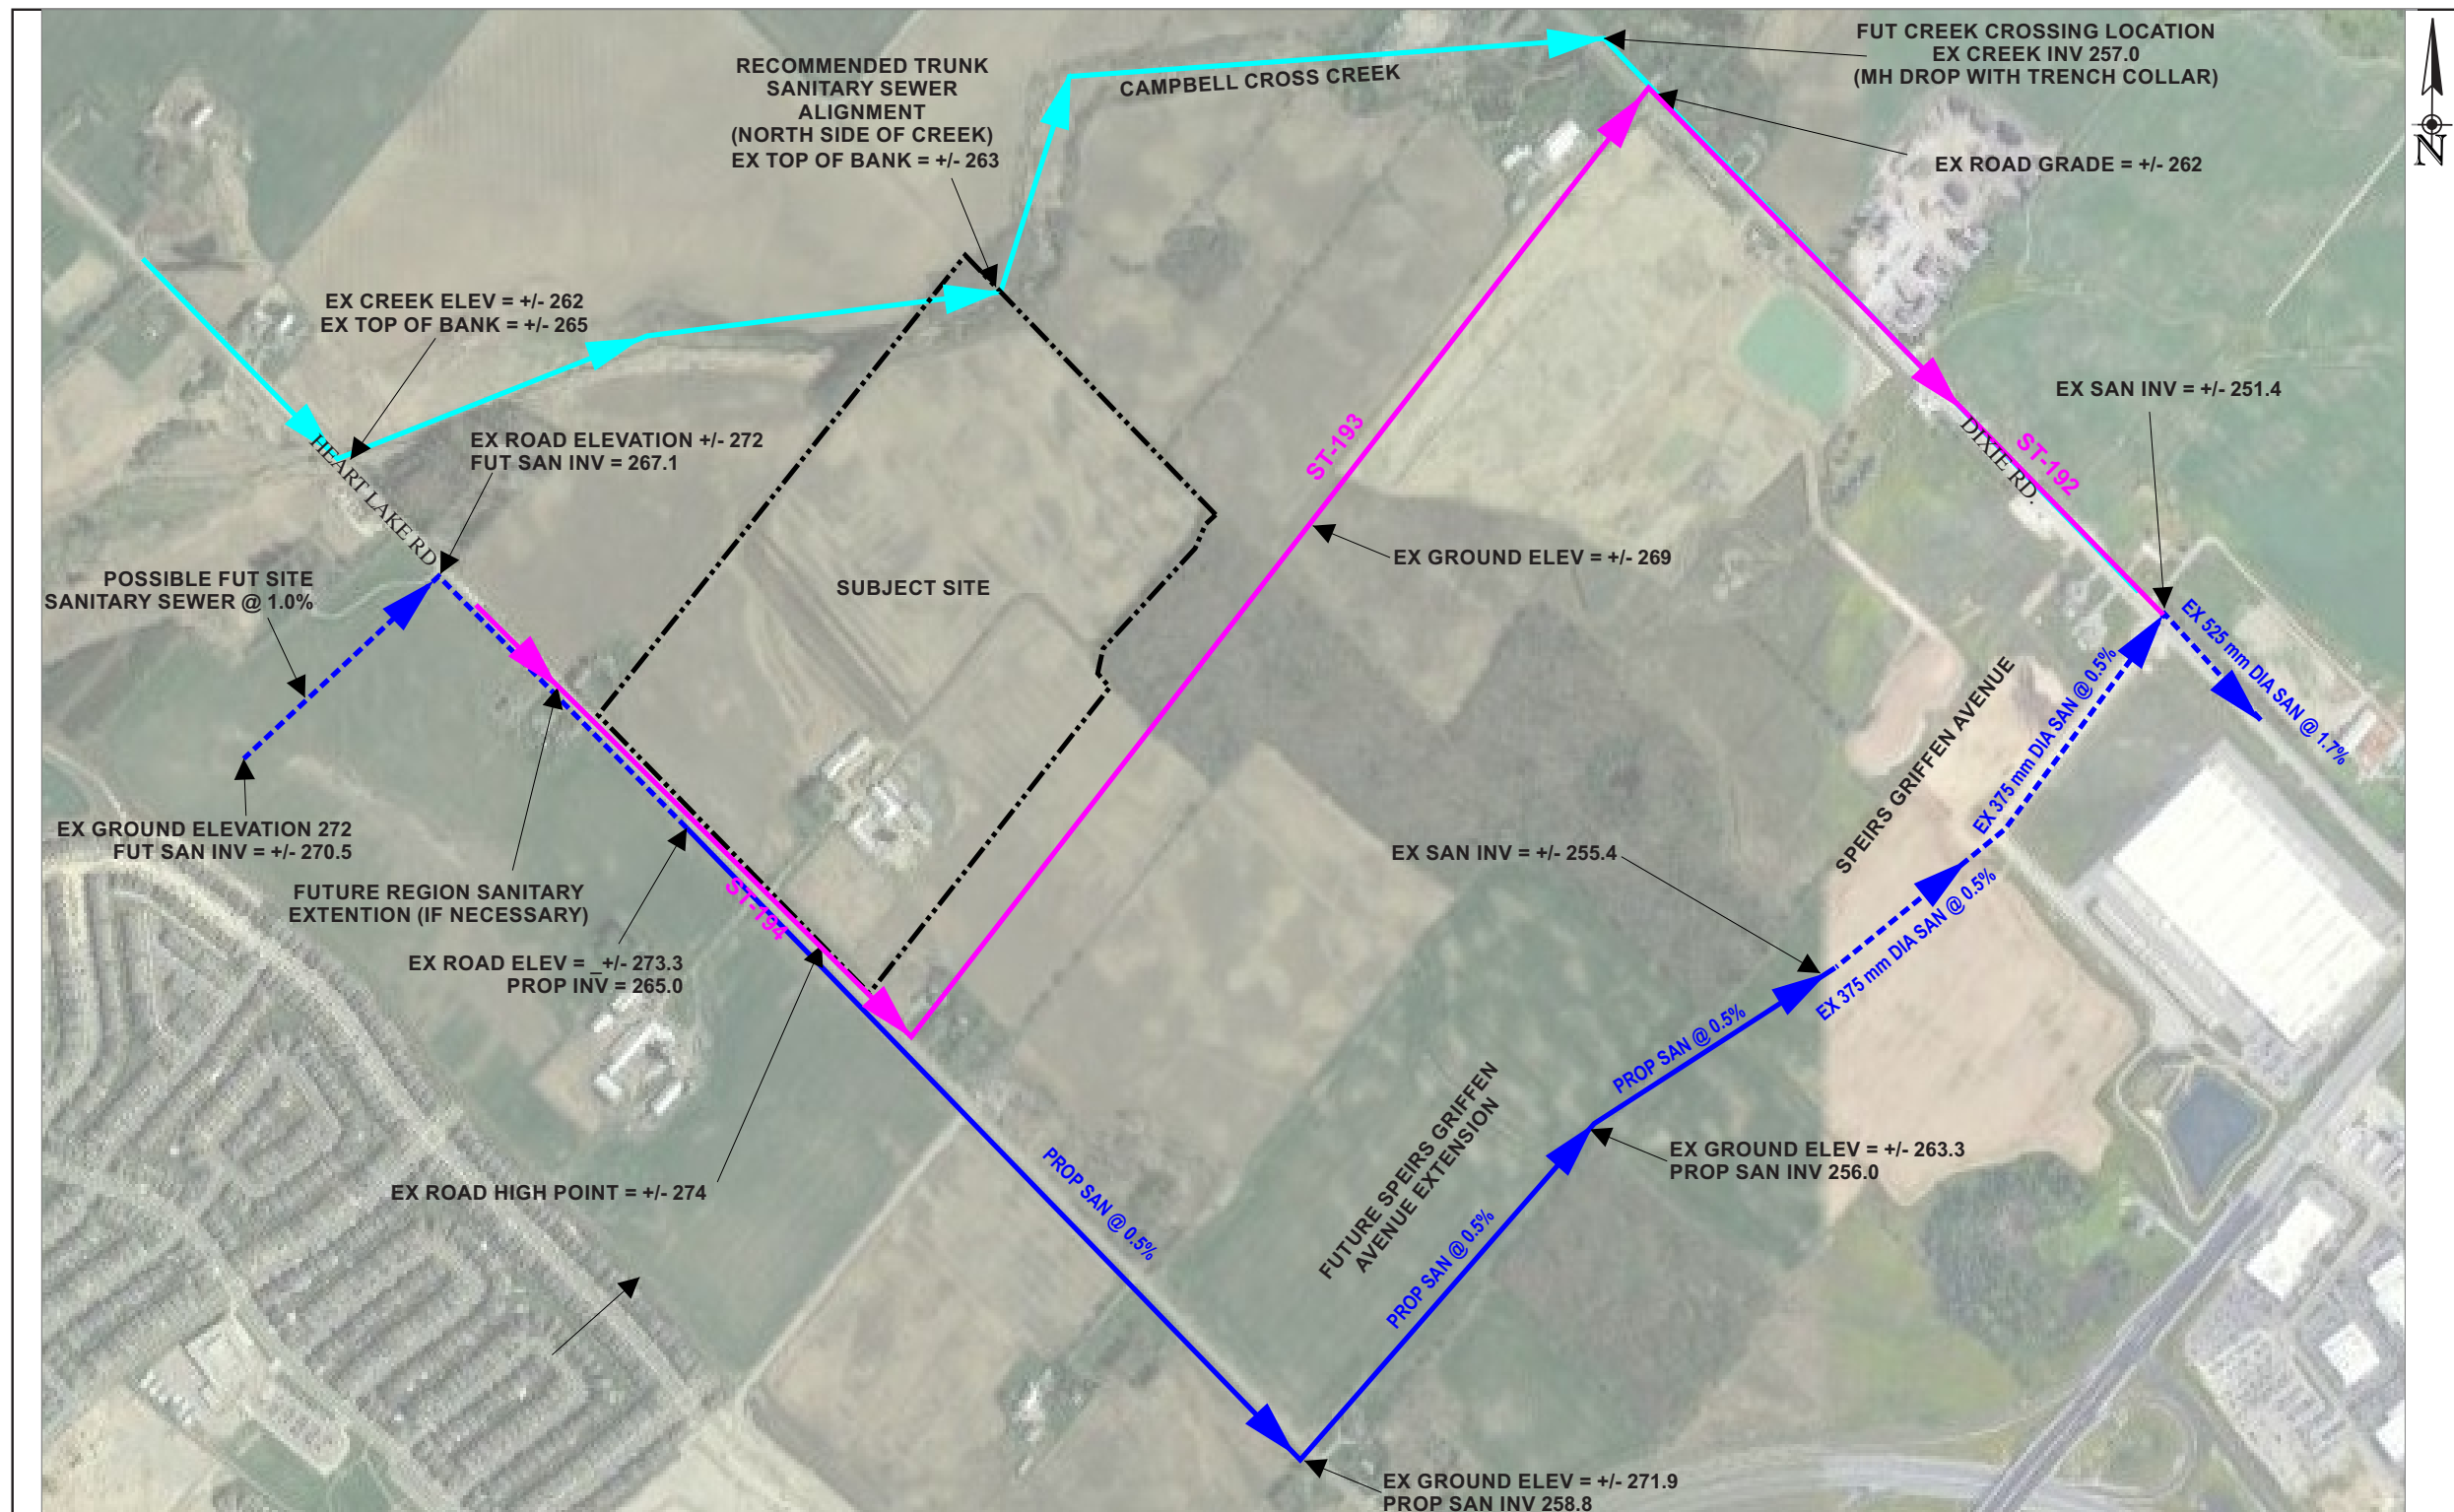 FUT CREEK CROSSING LOCATION
EX CREEK INV 257.0
(MH DROP WITH TRENCH COLLAR)
RECOMMENDED TRUNK
SANITARY SEWER
ALIGNMENT
(NORTH SIDE OF CREEK)
EX TOP OF BANK = +/- 263
CAMPBELL CROSS CREEK
N
EX ROAD GRADE = +/- 262
EX CREEK ELEV = +/- 262
EX TOP OF BANK = +/- 265
EX SAN INV = +/- 251.4
EX ROAD ELEVATION +/- 272
FUT SAN INV = 267.1
HEART LAKE RD
ST-193
DIXIE RD.
ST-192
EX GROUND ELEV = +/- 269
POSSIBLE FUT SITE
SANITARY SEWER @ 1.0%
SUBJECT SITE
EX 525 mm DIA SAN @ 1.7%
EX 375 mm DIA SAN @ 0.5%
SPEIRS GRIFFEN AVENUE
EX GROUND ELEVATION 272
FUT SAN INV = +/- 270.5
EX SAN INV = +/- 255.4
FUTURE REGION SANITARY
EXTENTION (IF NECESSARY)
ST-194
EX 375 mm DIA SAN @ 0.5%
EX ROAD ELEV = _+/- 273.3
PROP INV = 265.0
PROP SAN @ 0.5%
EX GROUND ELEV = +/- 263.3
PROP SAN INV 256.0
EX ROAD HIGH POINT = +/- 274
PROP SAN @ 0.5%
FUTURE SPEIRS GRIFFEN
AVENUE EXTENSION
PROP SAN @ 0.5%
EX GROUND ELEV = +/- 271.9
PROP SAN INV 258.8